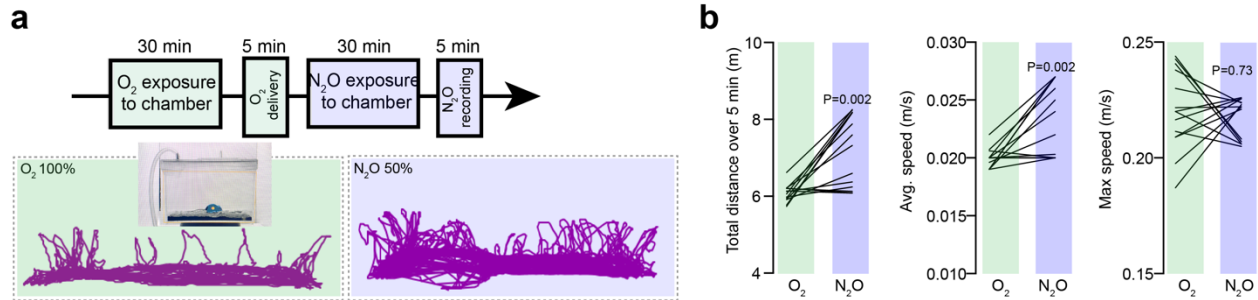 a
30 min 5 min 30 min 5 min
O₂ exposure
to chamber
O₂
delivery
N₂O exposure
to chamber
N₂O
recording
O₂ 100%
N₂O 50%
b
Total distance over 5 min (m)
10
8
6
4
P=0.002
O₂ N₂O
Avg. speed (m/s)
0.030
0.025
0.020
0.015
0.010
P=0.002
O₂ N₂O
Max speed (m/s)
0.25
0.20
0.15
P=0.73
O₂ N₂O